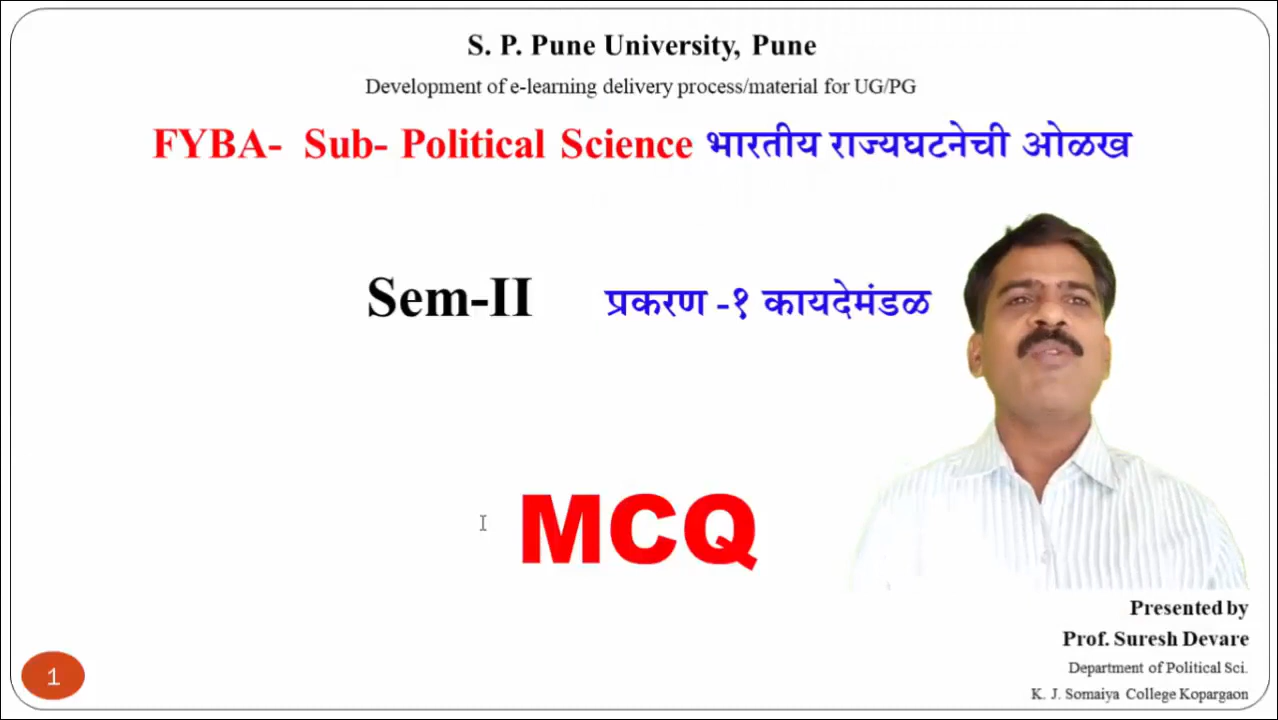 S. P. Pune University, Pune
Development of e-learning delivery process/material for UG/PG
FYBA- Sub- Political Science भारतीय राज्यघटनेची ओळख
Sem-II प्रकरण -१ कायदेमंडळ
MCQ
Presented by
Prof. Suresh Devare
Department of Political Sci.
K. J. Somaiya College Kopargaon
1